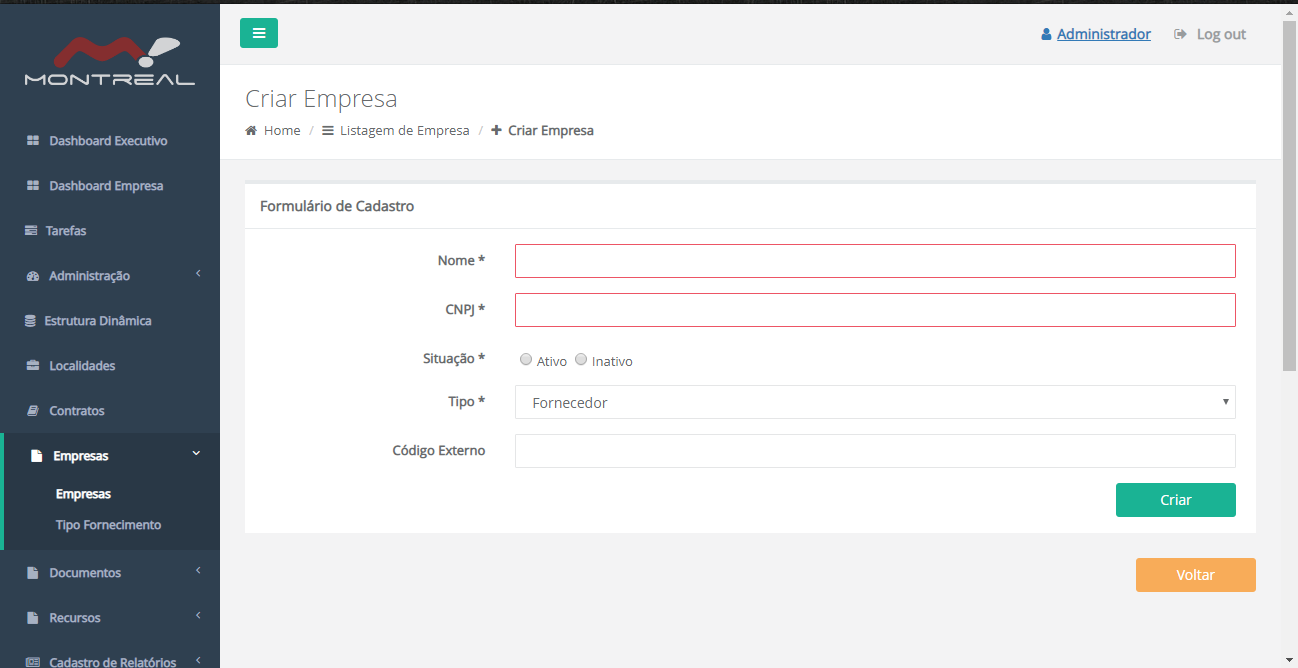 MONTREAL
Dashboard Executivo
Dashboard Empresa
Tarefas
Administração
Estrutura Dinâmica
Localidades
Contratos
Empresas
Empresas
Tipo Fornecimento
Documentos
Recursos
Cadastro de Relatórios
Administrador Log out
Criar Empresa
Home / Listagem de Empresa / Criar Empresa
Formulário de Cadastro
Nome *
CNPJ *
Situação * Ativo Inativo
Tipo * Fornecedor
Código Externo
Criar
Voltar